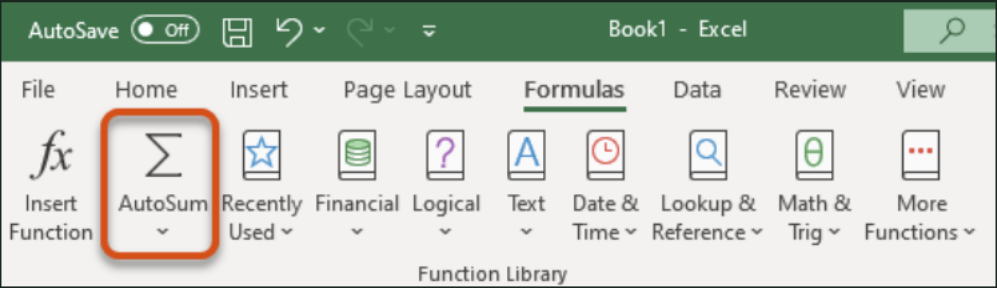 AutoSave Off Book1 - Excel
File Home Insert Page Layout Formulas Data Review View
fx Σ A θ
Insert AutoSum Recently Financial Logical Text Date & Lookup & Math & More
Function Used Time Reference Trig Functions
Function Library